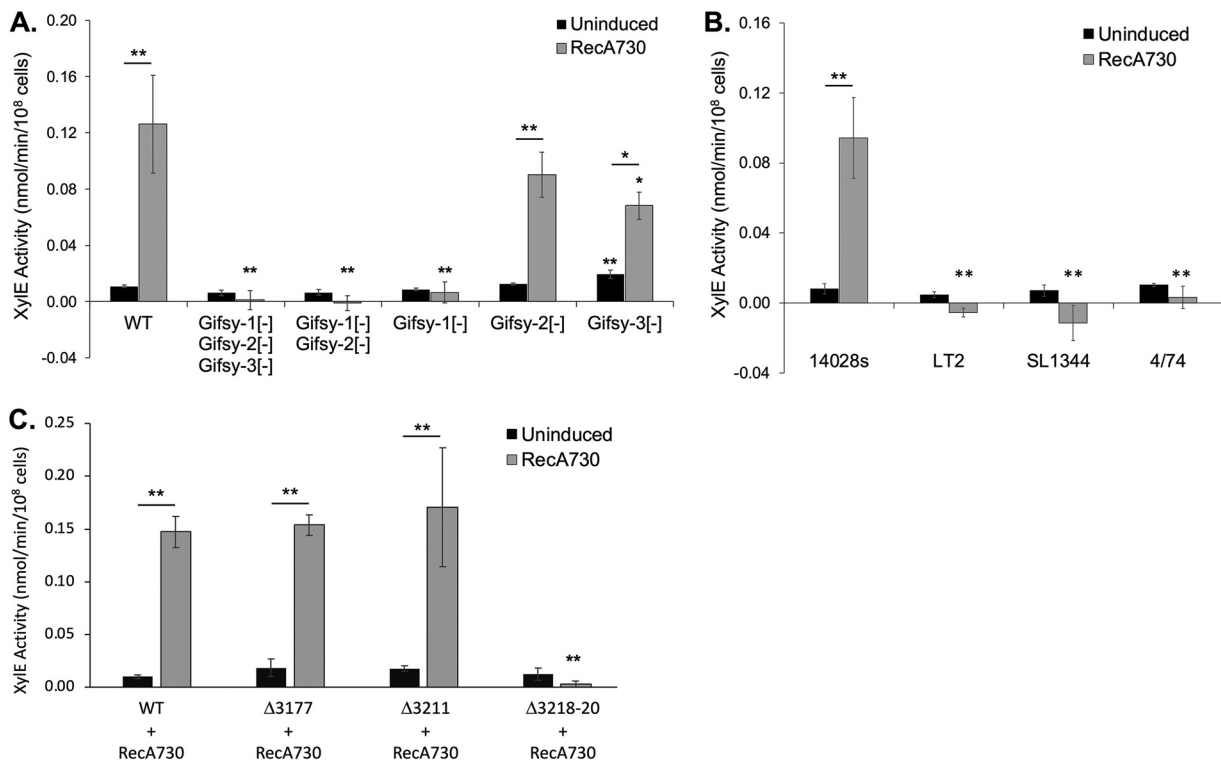 A.
XylE Activity (nmol/min/10⁸ cells)
0.20
0.16
0.12
0.08
0.04
0.00
-0.04
Uninduced
RecA730
**
**
**
**
**
*
*
**
WT
Gifsy-1[-]
Gifsy-2[-]
Gifsy-3[-]
Gifsy-1[-]
Gifsy-2[-]
Gifsy-1[-]
Gifsy-2[-]
Gifsy-3[-]
B.
XylE Activity (nmol/min/10⁸ cells)
0.16
0.12
0.08
0.04
0.00
-0.04
Uninduced
RecA730
**
**
**
**
14028s
LT2
SL1344
4/74
C.
XylE Activity (nmol/min/10⁸ cells)
0.25
0.20
0.15
0.10
0.05
0.00
Uninduced
RecA730
**
**
**
**
WT
+
RecA730
Δ3177
+
RecA730
Δ3211
+
RecA730
Δ3218-20
+
RecA730